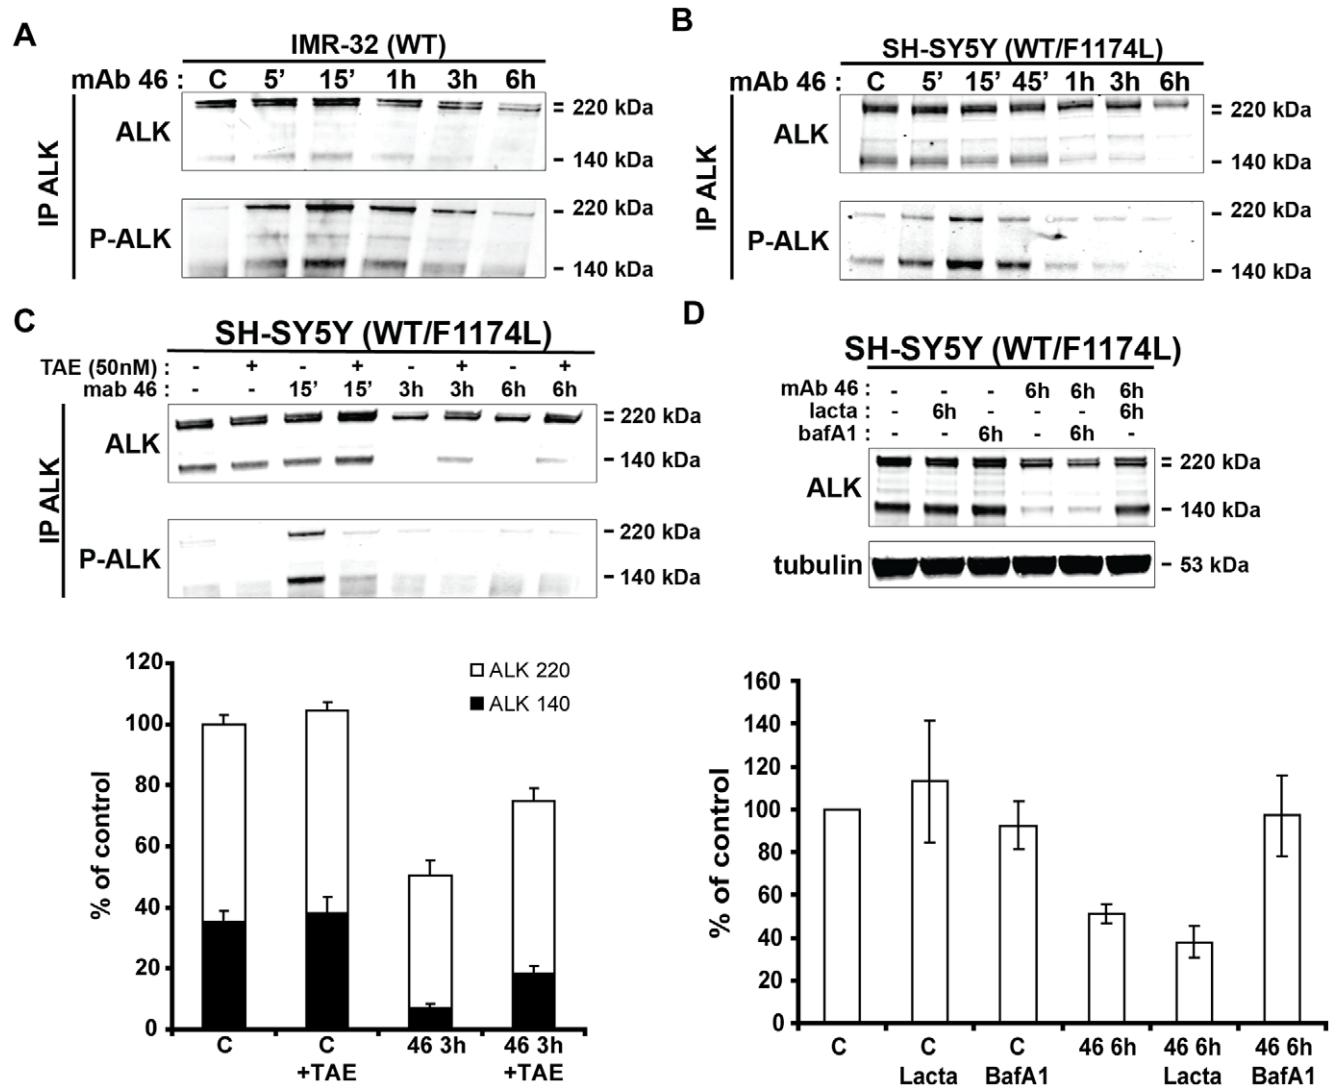 A
IMR-32 (WT)
mAb 46 : C 5’ 15’ 1h 3h 6h
IP ALK
ALK
= 220 kDa
- 140 kDa
P-ALK
- 220 kDa
- 140 kDa
B
SH-SY5Y (WT/F1174L)
mAb 46 : C 5’ 15’ 45’ 1h 3h 6h
IP ALK
ALK
= 220 kDa
- 140 kDa
P-ALK
- 220 kDa
- 140 kDa
C
SH-SY5Y (WT/F1174L)
TAE (50nM) : - + - + - + - +
mab 46 : - - 15’ 15’ 3h 3h 6h 6h
IP ALK
ALK
= 220 kDa
- 140 kDa
P-ALK
- 220 kDa
- 140 kDa
120
100
80
60
40
20
0
% of control
ALK 220
ALK 140
C C 46 3h 46 3h
+TAE +TAE
D
SH-SY5Y (WT/F1174L)
mAb 46 : - - - 6h 6h 6h
lacta : - 6h - - - 6h
bafA1 : - - 6h - 6h -
ALK
= 220 kDa
- 140 kDa
tubulin
- 53 kDa
160
140
120
100
80
60
40
20
0
% of control
C C C 46 6h 46 6h 46 6h
Lacta BafA1 Lacta BafA1